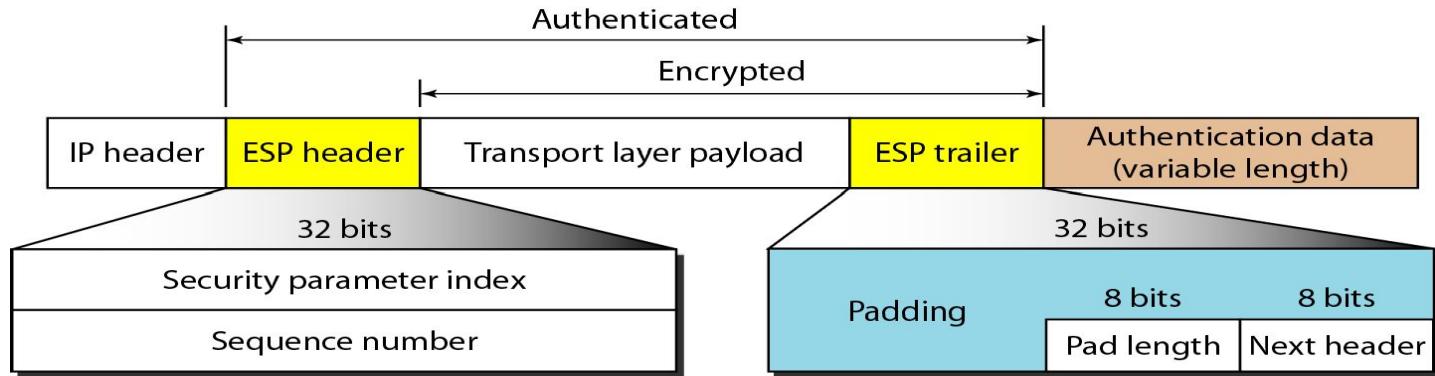 Authenticated
Encrypted
IP header
ESP header
Transport layer payload
ESP trailer
Authentication data
(variable length)
32 bits
Security parameter index
Sequence number
32 bits
Padding
8 bits
8 bits
Pad length
Next header